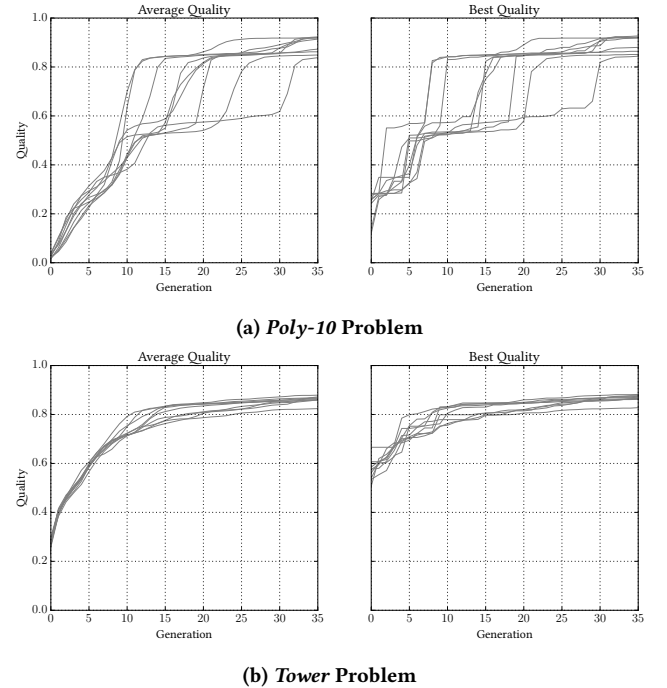 Average Quality
Best Quality
1.0
0.8
0.6
0.4
0.2
0.0
Quality
0 5 10 15 20 25 30 35
0 5 10 15 20 25 30 35
Generation
Generation
(a) Poly-10 Problem
Average Quality
Best Quality
1.0
0.8
0.6
0.4
0.2
0.0
Quality
0 5 10 15 20 25 30 35
0 5 10 15 20 25 30 35
Generation
Generation
(b) Tower Problem